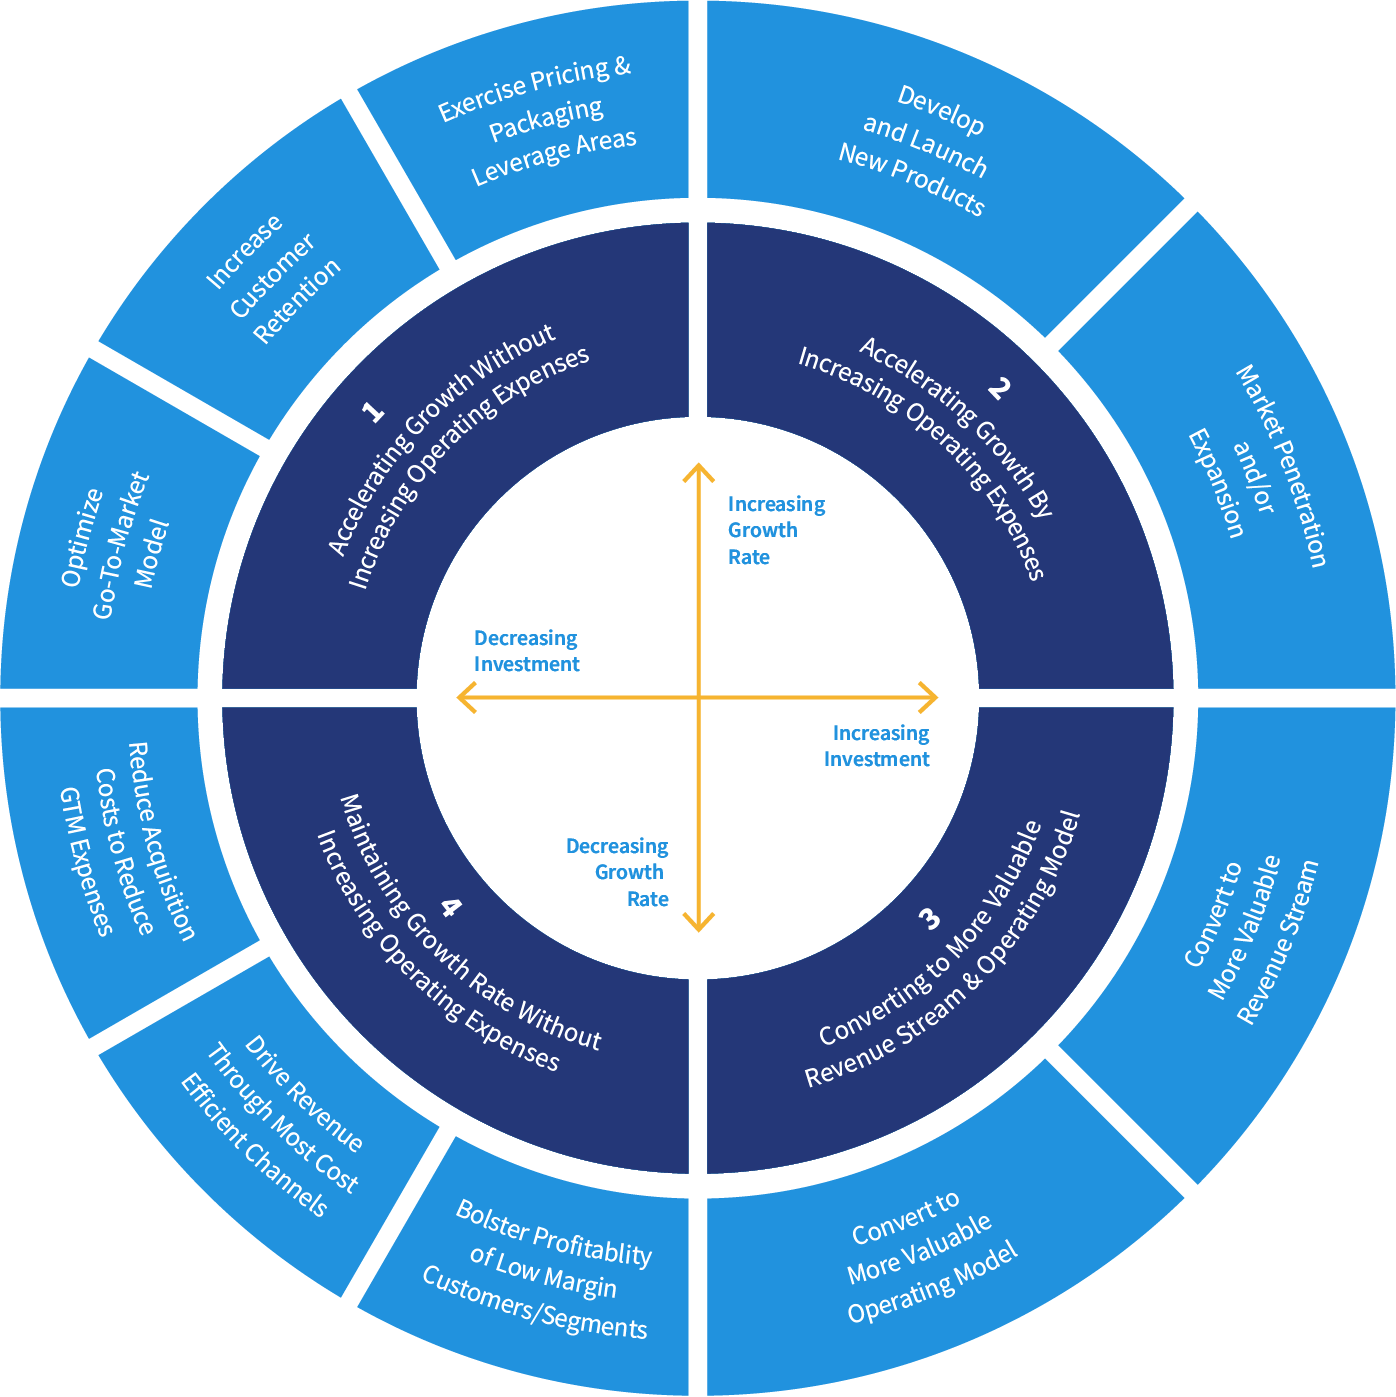 Exercise Pricing &
Packaging
Leverage Areas
Develop
and Launch
New Products
Increase
Customer
Retention
Market Penetration
and/or
Expansion
Optimize
Go-To-Market
Model
1
Accelerating Growth Without
Increasing Operating Expenses
2
Accelerating Growth By
Increasing Operating Expenses
Increasing
Growth
Rate
Decreasing
Investment
Increasing
Investment
Decreasing
Growth
Rate
4
Maintaining Growth Rate Without
Increasing Operating Expenses
3
Converting to More Valuable
Revenue Stream & Operating Model
Reduce Acquisition
Costs to Reduce
GTM Expenses
Convert to
More Valuable
Revenue Stream
Drive Revenue
Through Most Cost
Efficient Channels
Bolster Profitablity
of Low Margin
Customers/Segments
Convert to
More Valuable
Operating Model